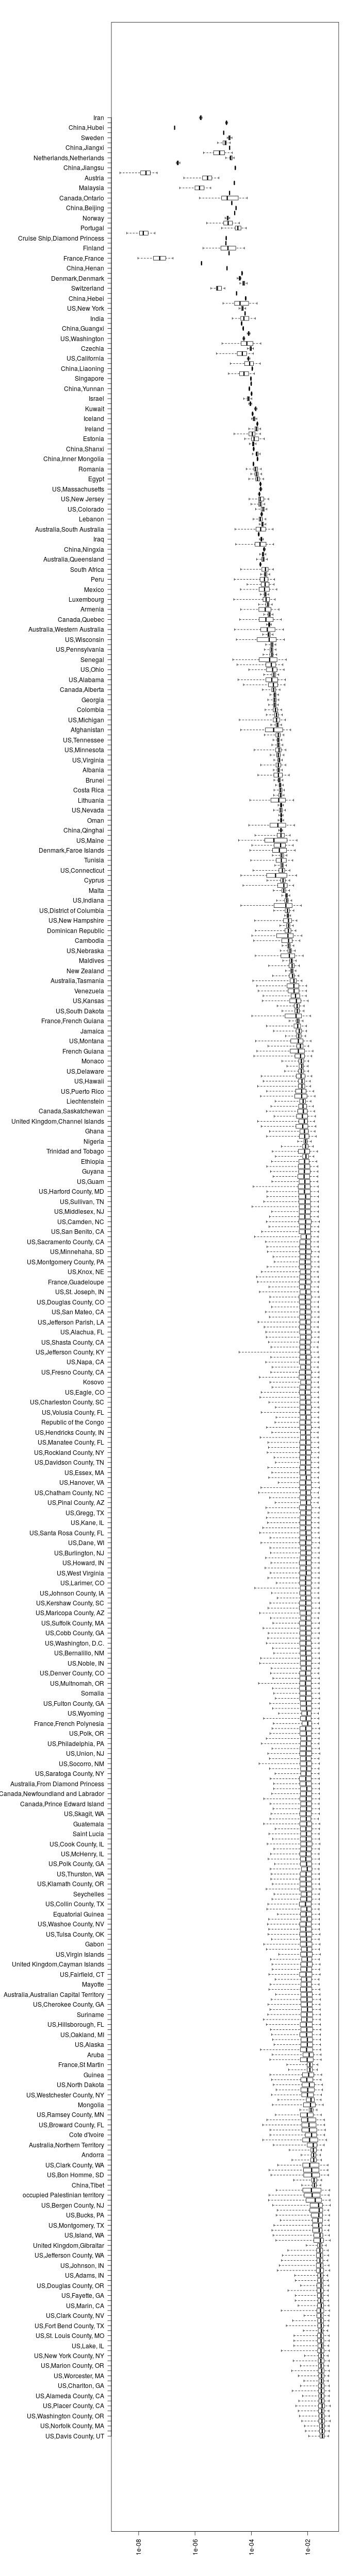 Iran
China,Hubei
Sweden
China,Jiangxi
Netherlands,Netherlands
China,Jiangsu
Austria
Malaysia
Canada,Ontario
China,Beijing
Norway
Portugal
Cruise Ship,Diamond Princess
Finland
France,France
China,Henan
Denmark,Denmark
Switzerland
China,Hebei
US,New York
India
China,Guangxi
US,Washington
Czechia
US,California
China,Liaoning
Singapore
China,Yunnan
Israel
Kuwait
Iceland
Ireland
Estonia
China,Shanxi
China,Inner Mongolia
Romania
Egypt
US,Massachusetts
US,New Jersey
US,Colorado
Lebanon
Australia,South Australia
Iraq
China,Ningxia
Australia,Queensland
South Africa
Peru
Mexico
Luxembourg
Armenia
Canada,Quebec
Australia,Western Australia
US,Wisconsin
US,Pennsylvania
Senegal
US,Ohio
US,Alabama
Canada,Alberta
Georgia
Colombia
US,Michigan
Afghanistan
US,Tennessee
US,Minnesota
US,Virginia
Albania
Brunei
Costa Rica
Lithuania
US,Nevada
Oman
China,Qinghai
US,Maine
Denmark,Faroe Islands
Tunisia
US,Connecticut
Cyprus
Malta
US,Indiana
US,District of Columbia
US,New Hampshire
Dominican Republic
Cambodia
US,Nebraska
Maldives
New Zealand
Australia,Tasmania
Venezuela
US,Kansas
US,South Dakota
France,French Guiana
Jamaica
US,Montana
French Guiana
Monaco
US,Delaware
US,Hawaii
US,Puerto Rico
Liechtenstein
Canada,Saskatchewan
United Kingdom,Channel Islands
Ghana
Nigeria
Trinidad and Tobago
Ethiopia
Guyana
US,Guam
US,Harford County, MD
US,Sullivan, TN
US,Middlesex, NJ
US,Camden, NC
US,San Benito, CA
US,Sacramento County, CA
US,Minnehaha, SD
US,Montgomery County, PA
US,Knox, NE
France,Guadeloupe
US,St. Joseph, IN
US,Douglas County, CO
US,San Mateo, CA
US,Jefferson Parish, LA
US,Alachua, FL
US,Shasta County, CA
US,Jefferson County, KY
US,Napa, CA
US,Fresno County, CA
Kosovo
US,Eagle, CO
US,Charleston County, SC
US,Volusia County, FL
Republic of the Congo
US,Hendricks County, IN
US,Manatee County, FL
US,Rockland County, NY
US,Davidson County, TN
US,Essex, MA
US,Hanover, VA
US,Chatham County, NC
US,Pinal County, AZ
US,Gregg, TX
US,Kane, IL
US,Santa Rosa County, FL
US,Dane, WI
US,Burlington, NJ
US,Howard, IN
US,West Virginia
US,Larimer, CO
US,Johnson County, IA
US,Kershaw County, SC
US,Maricopa County, AZ
US,Suffolk County, MA
US,Cobb County, GA
US,Washington, D.C.
US,Bernalillo, NM
US,Noble, IN
US,Denver County, CO
US,Multnomah, OR
Somalia
US,Fulton County, GA
US,Wyoming
France,French Polynesia
US,Polk, OR
US,Philadelphia, PA
US,Union, NJ
US,Socorro, NM
US,Saratoga County, NY
Australia,From Diamond Princess
Canada,Newfoundland and Labrador
Canada,Prince Edward Island
US,Skagit, WA
Guatemala
Saint Lucia
US,Cook County, IL
US,McHenry, IL
US,Polk County, GA
US,Thurston, WA
US,Klamath County, OR
Seychelles
US,Collin County, TX
Equatorial Guinea
US,Washoe County, NV
US,Tulsa County, OK
Gabon
US,Virgin Islands
United Kingdom,Cayman Islands
US,Fairfield, CT
Mayotte
Australia,Australian Capital Territory
US,Cherokee County, GA
Suriname
US,Hillsborough, FL
US,Oakland, MI
US,Alaska
Aruba
France,St Martin
Guinea
US,North Dakota
US,Westchester County, NY
Mongolia
US,Ramsey County, MN
US,Broward County, FL
Cote d'Ivoire
Australia,Northern Territory
Andorra
US,Clark County, WA
US,Bon Homme, SD
China,Tibet
occupied Palestinian territory
US,Bergen County, NJ
US,Bucks, PA
US,Montgomery, TX
US,Island, WA
United Kingdom,Gibraltar
US,Jefferson County, WA
US,Johnson, IN
US,Adams, IN
US,Douglas County, OR
US,Fayette, GA
US,Marin, CA
US,Clark County, NV
US,Fort Bend County, TX
US,St. Louis County, MO
US,Lake, IL
US,New York County, NY
US,Marion County, OR
US,Worcester, MA
US,Charlton, GA
US,Alameda County, CA
US,Placer County, CA
US,Washington County, OR
US,Norfolk County, MA
US,Davis County, UT
1e-08
1e-06
1e-04
1e-02